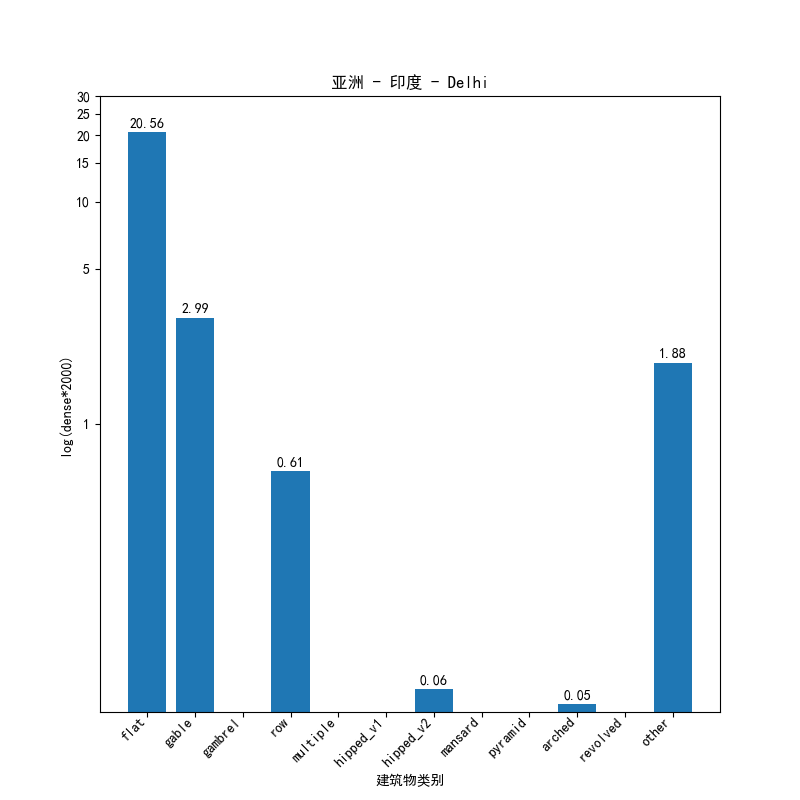 亚洲 - 印度 - Delhi
30
25
20
15
10
5
1
log(dense*2000)
20.56
2.99
0.61
0.06
0.05
1.88
flat
gable
gambrel
row
multiple
hipped_v1
hipped_v2
mansard
pyramid
arched
revolved
other
建筑物类别